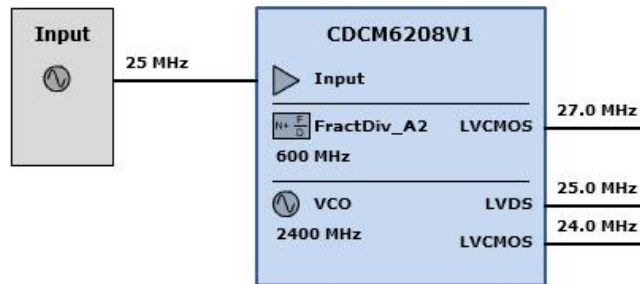 Input
25 MHz
CDCM6208V1
Input
N+ F/D FractDiv_A2 LVCMOS 27.0 MHz
600 MHz
VCO LVDS 25.0 MHz
2400 MHz LVCMOS 24.0 MHz